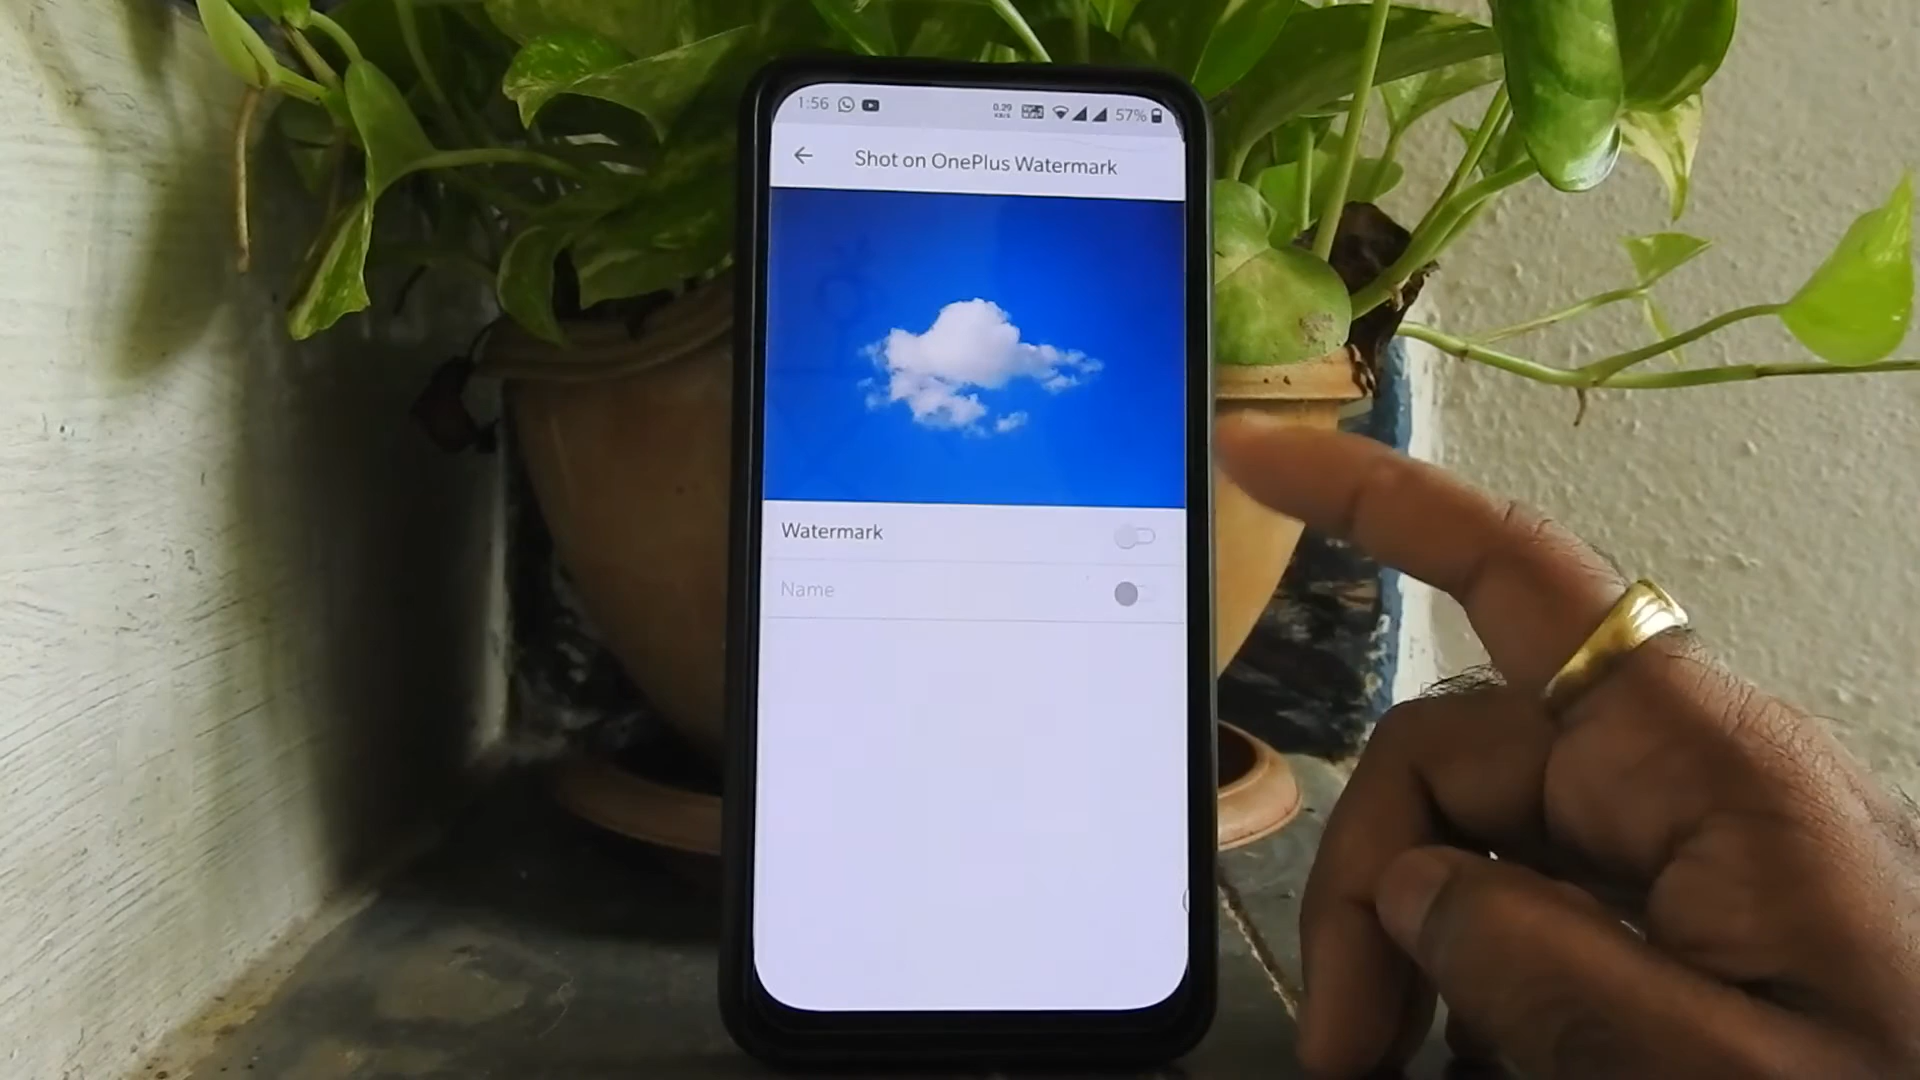 1:56
0.29
KB/S
57%
Shot on OnePlus Watermark
Watermark
Name